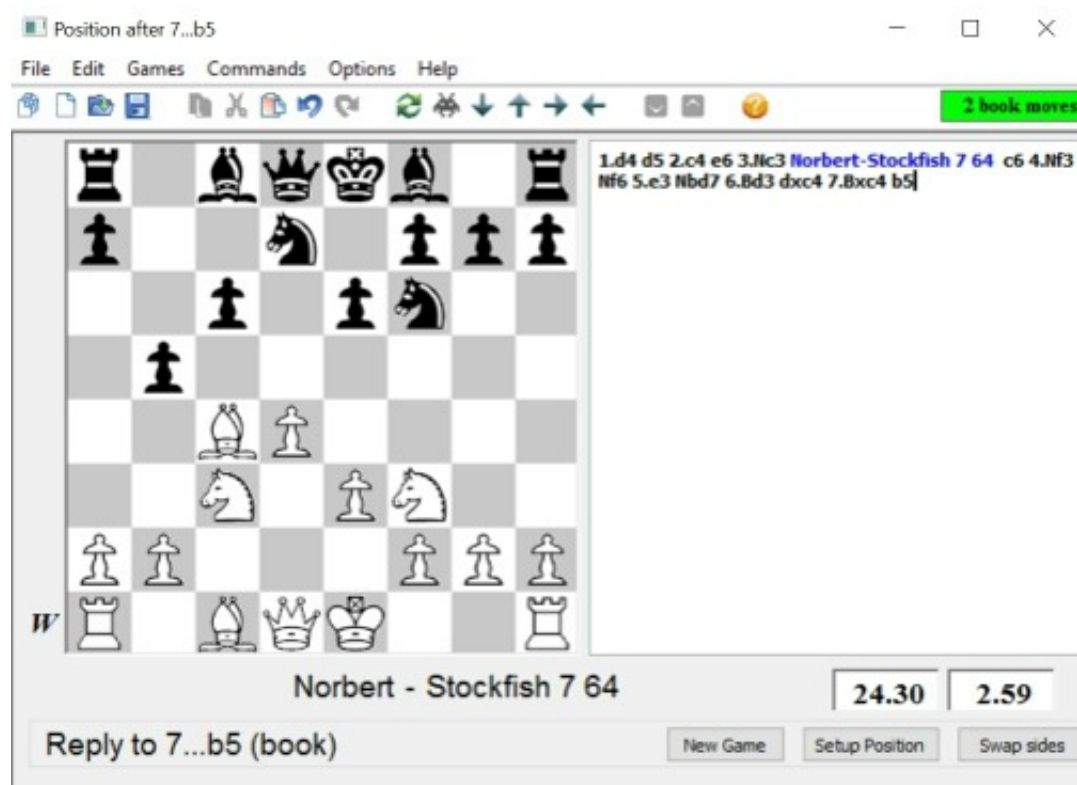 Position after 7...b5
File Edit Games Commands Options Help
2 book moves
1.d4 d5 2.c4 e6 3.Nc3 Norbert-Stockfish 7 64 c6 4.Nf3
Nf6 5.e3 Nbd7 6.Bd3 dxc4 7.Bxc4 b5
W
Norbert - Stockfish 7 64
24.30 2.59
Reply to 7...b5 (book)
New Game Setup Position Swap sides